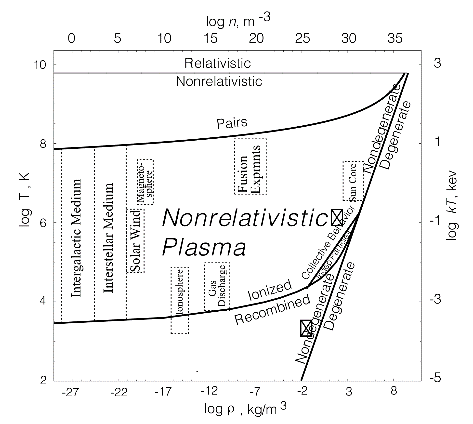 log n, m⁻³
0 5 10 15 20 25 30
Relativistic
Nonrelativistic
10 8 6 4 2
log T, K
3 1 -1 -3 -5
log kT, kev
Pairs
Nondegenerate
Degenerate
Intergalactic Medium
Interstellar Medium
Solar Wind
Magneto-
sphere
Fusion
Expmnts
Sun Core
Nonrelativistic
Plasma
Collective Behavior
Ionosphere
Gas
Discharge
Ionized
Recombined
Nondegenerate
Degenerate
-27 -22 -17 -12 -7 -2 3 8
log ρ, kg/m³